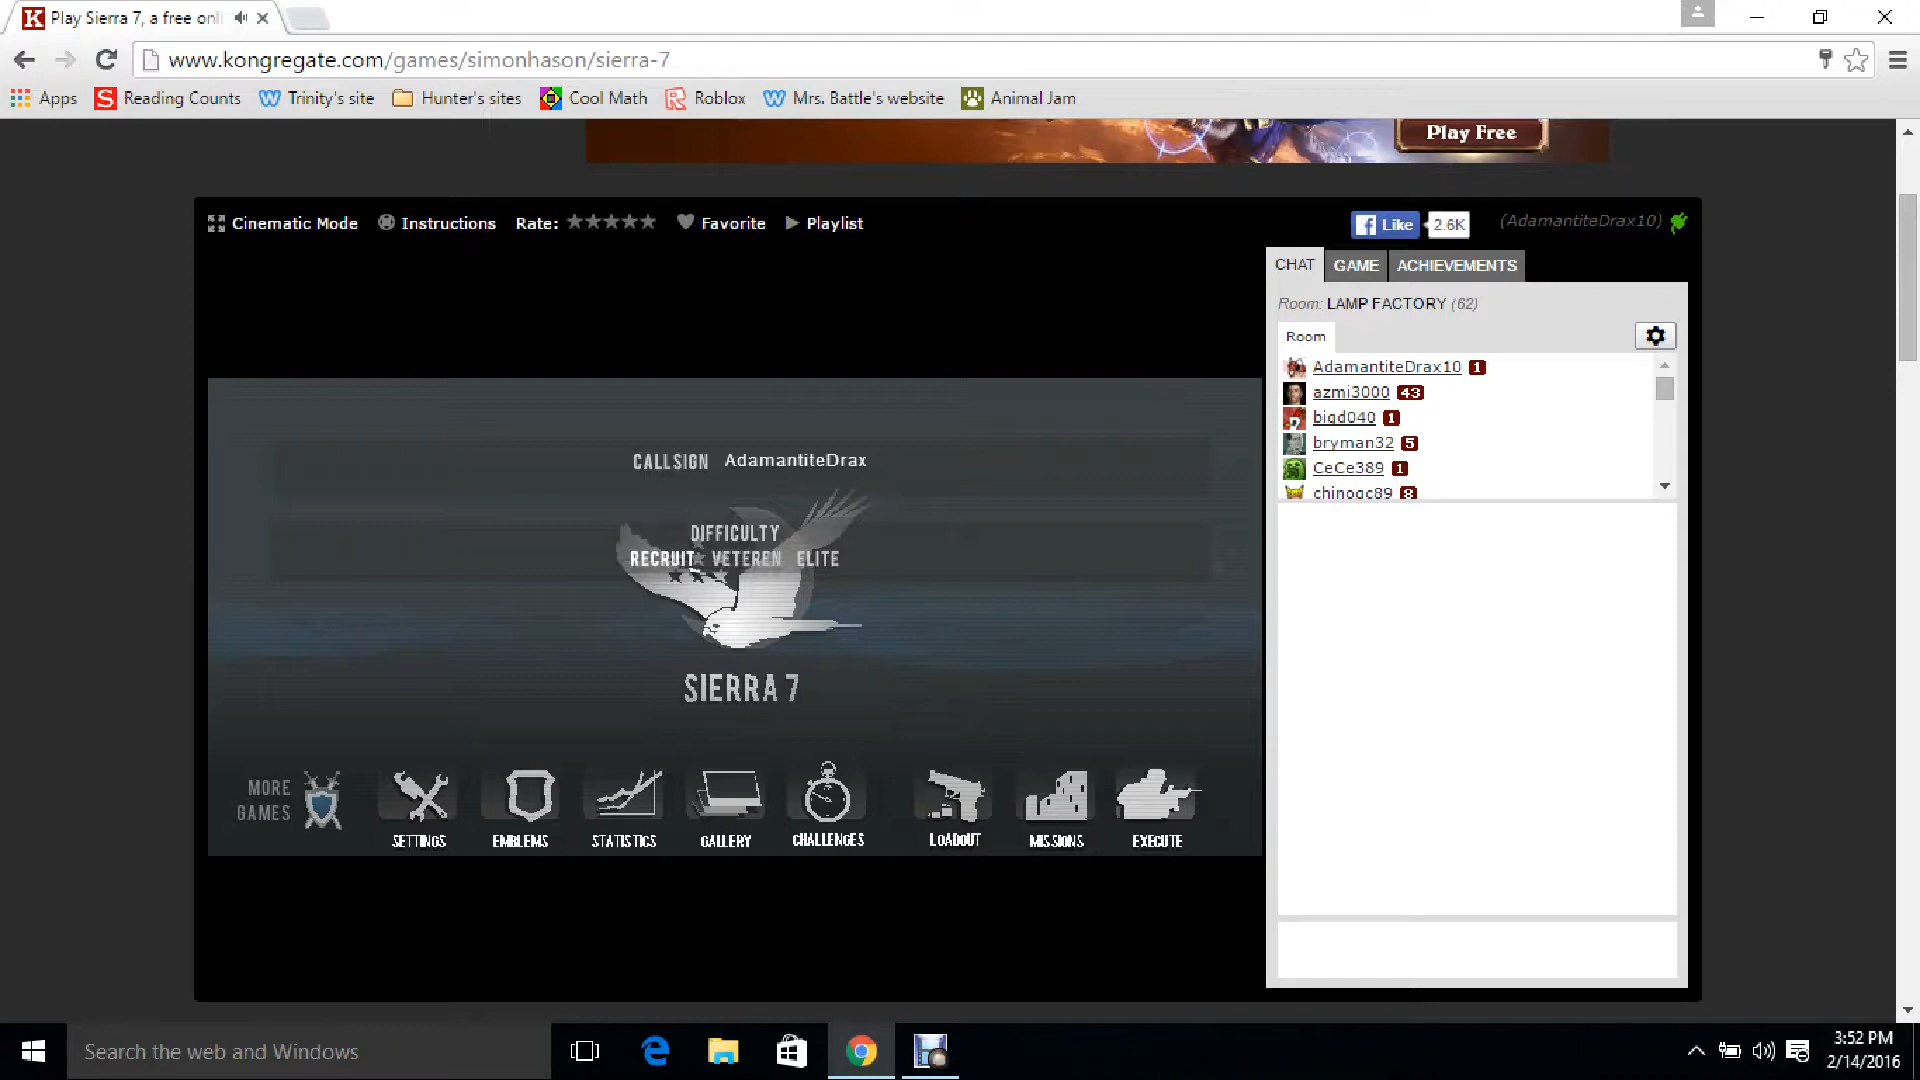 Play Sierra 7, a free onli
www.kongregate.com/games/simonhason/sierra-7
Apps Reading Counts Trinity's site Hunter's sites Cool Math Roblox Mrs. Battle's website Animal Jam
Play Free
Cinematic Mode Instructions Rate: Favorite Playlist Like 2.6K (AdamantiteDrax10)
CHAT GAME ACHIEVEMENTS
Room: LAMP FACTORY (62)
Room
AdamantiteDrax10 1
azmi3000 43
bigd040 1
bryman32 5
CeCe389 1
chinogc89 8
CALLSIGN AdamantiteDrax
DIFFICULTY
RECRUIT VETEREN ELITE
SIERRA 7
MORE
GAMES
SETTINGS EMBLEMS STATISTICS GALLERY CHALLENGES LOADOUT MISSIONS EXECUTE
Search the web and Windows
3:52 PM
2/14/2016